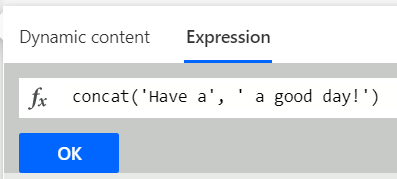 Dynamic content Expression
fx concat('Have a', ' a good day!')
OK